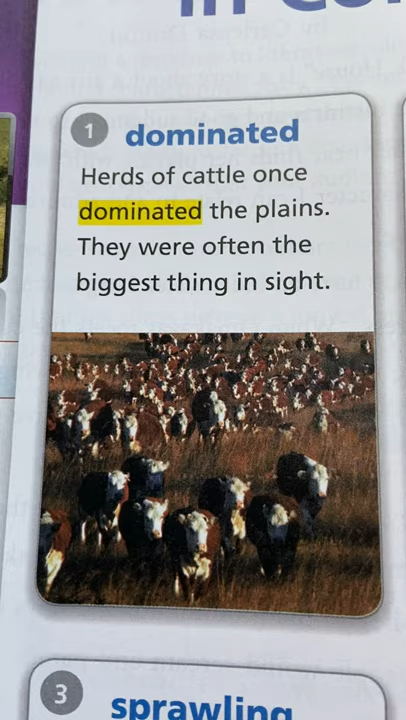 1 dominated
Herds of cattle once
dominated the plains.
They were often the
biggest thing in sight.
3 sprawling